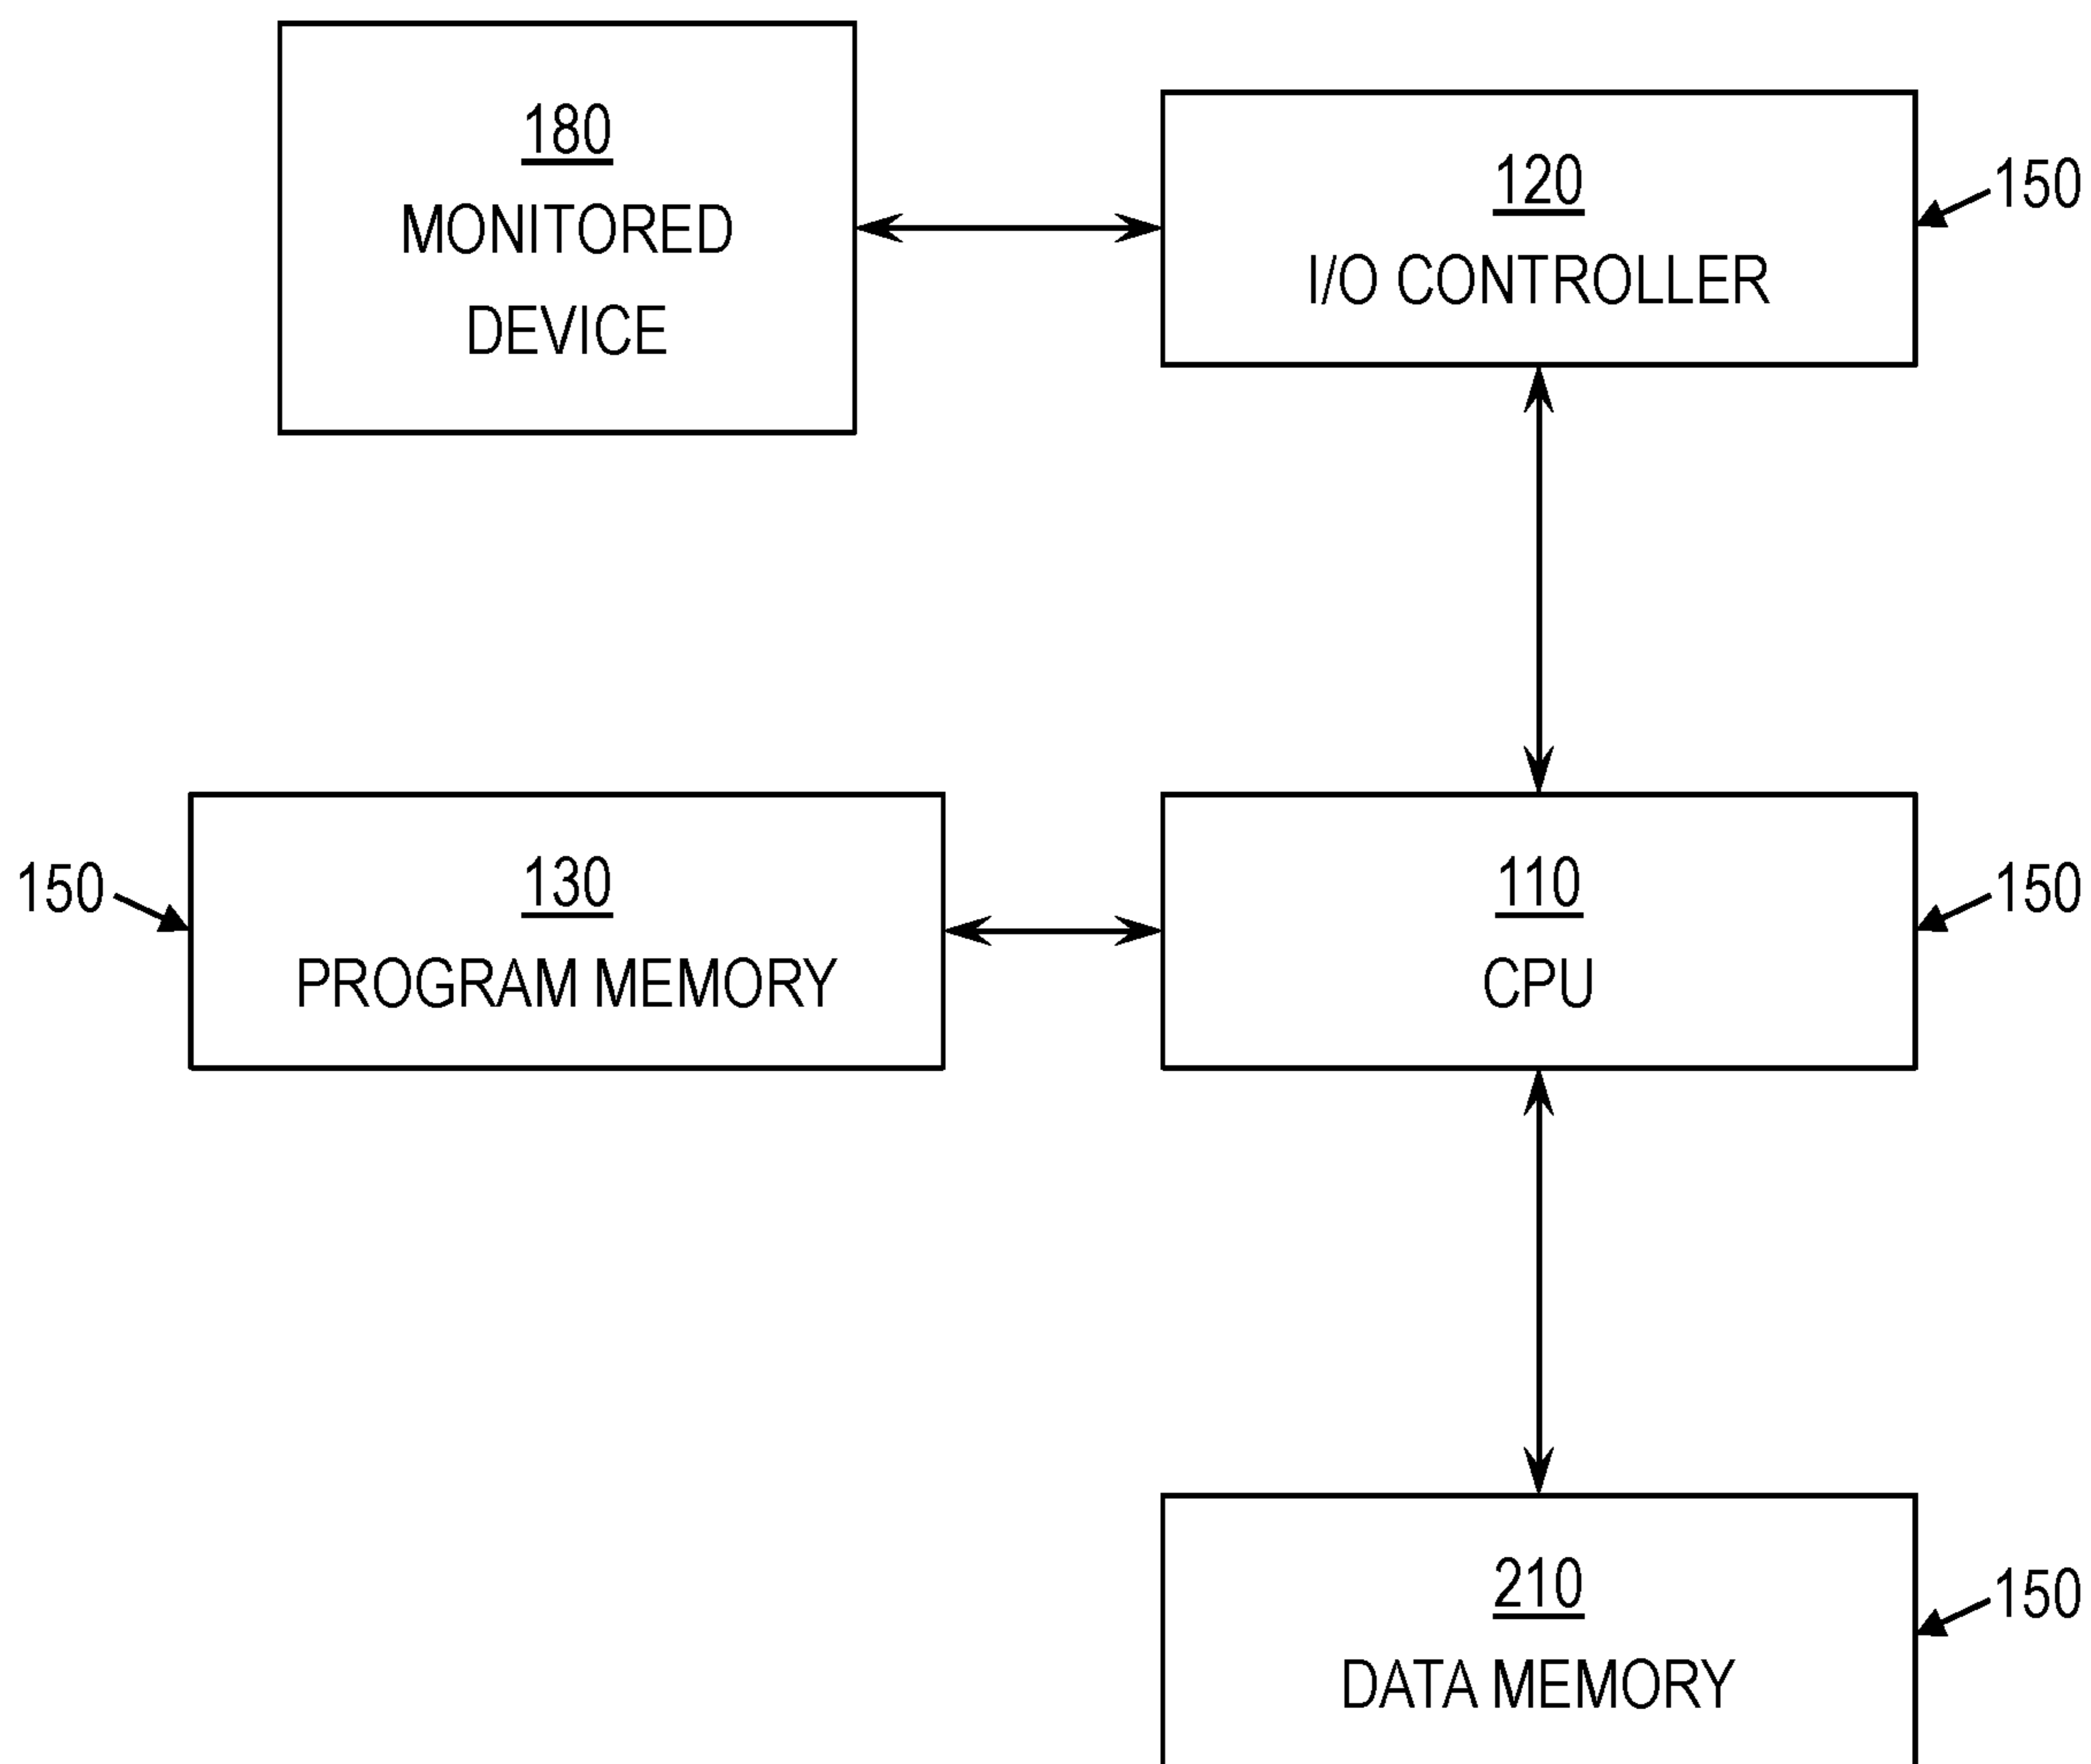 180
MONITORED
DEVICE
120
I/O CONTROLLER
150
150
130
PROGRAM MEMORY
110
CPU
150
210
DATA MEMORY
150